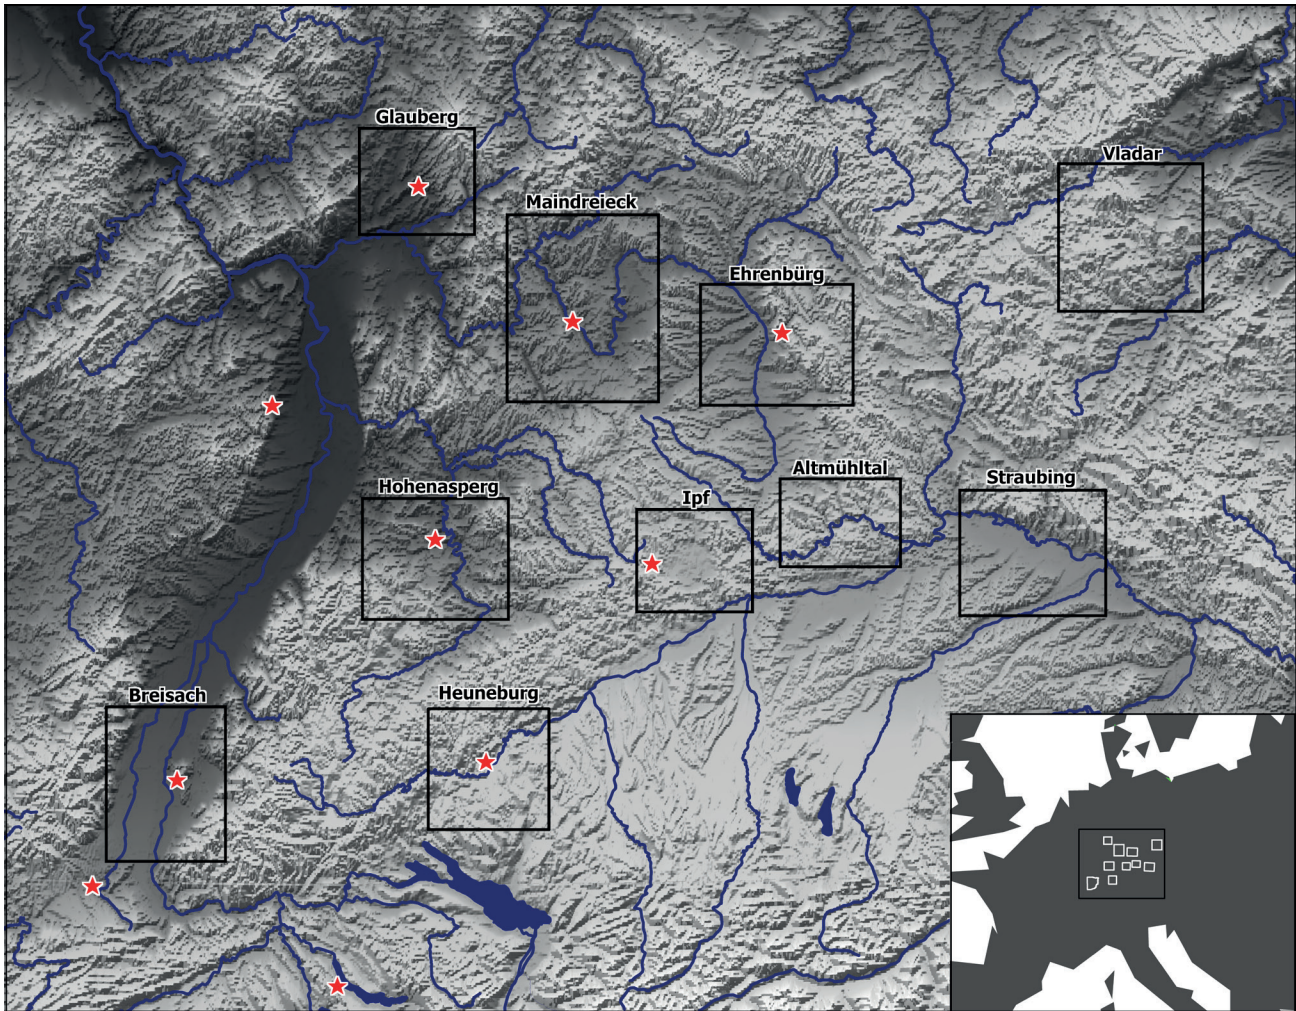 Glauberg
Vladar
Maindreieck
Ehrenbürg
Altmühltal
Straubing
Hohenasperg
Ipf
Breisach
Heuneburg